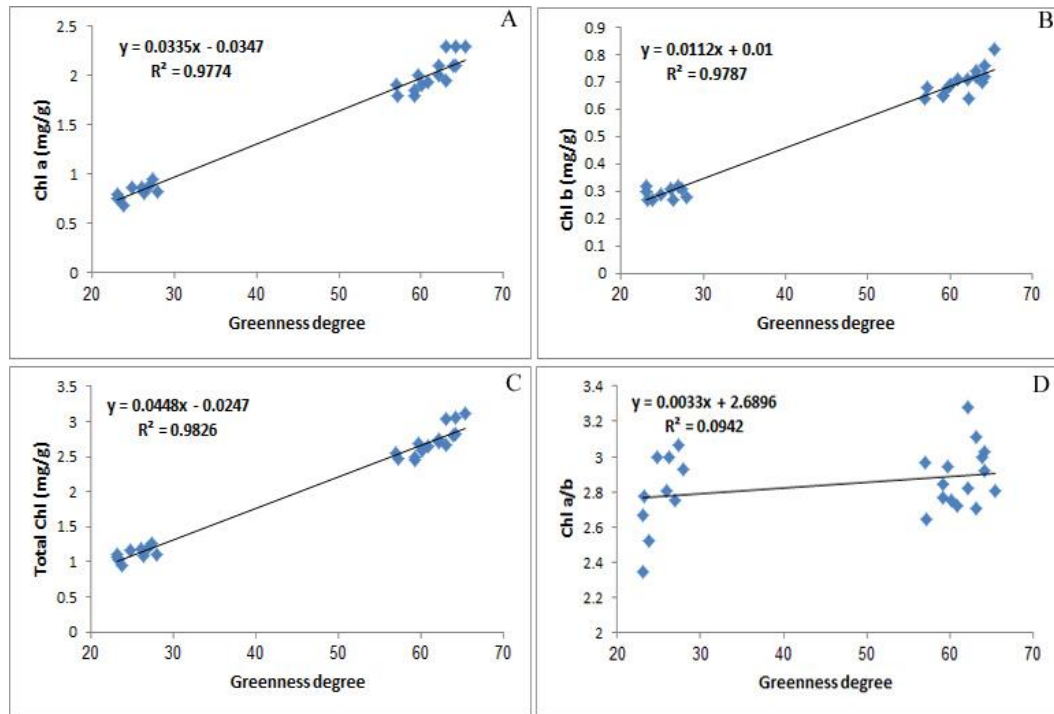 A
y = 0.0335x - 0.0347
R² = 0.9774
Chl a (mg/g)
2.5
2
1.5
1
0.5
0
20 30 40 50 60 70
Greenness degree
B
y = 0.0112x + 0.01
R² = 0.9787
Chl b (mg/g)
0.9
0.8
0.7
0.6
0.5
0.4
0.3
0.2
0.1
0
20 30 40 50 60 70
Greenness degree
C
y = 0.0448x - 0.0247
R² = 0.9826
Total Chl (mg/g)
3.5
3
2.5
2
1.5
1
0.5
0
20 30 40 50 60 70
Greenness degree
D
y = 0.0033x + 2.6896
R² = 0.0942
Chl a/b
3.4
3.2
3
2.8
2.6
2.4
2.2
2
20 30 40 50 60 70
Greenness degree